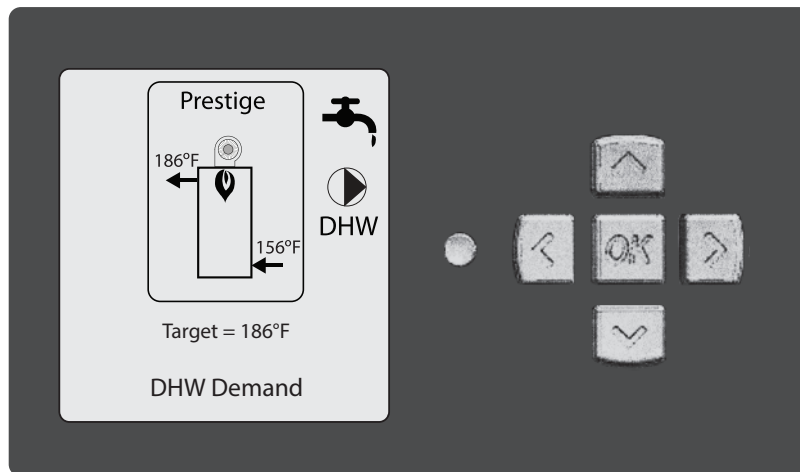 Prestige
186°F
DHW
156°F
Target = 186°F
DHW Demand
OK